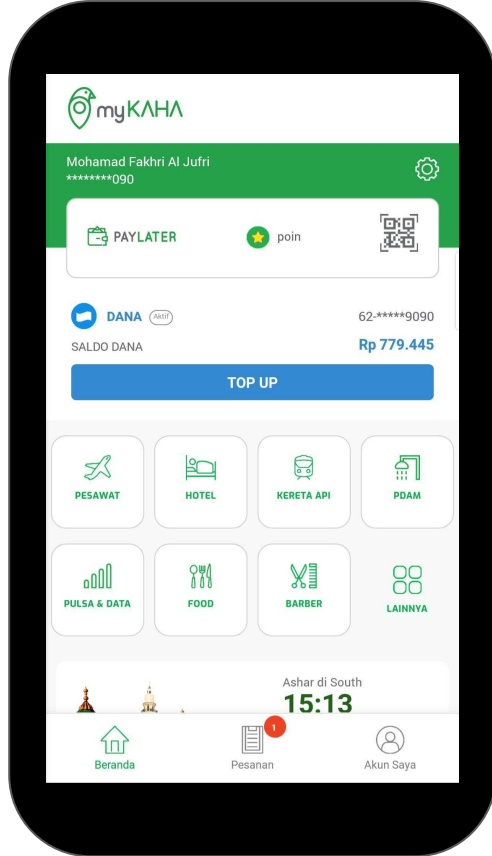 myKAHA
Mohamad Fakhri Al Jufri
********090
PAYLATER
poin
DANA Aktif
62-*****9090
SALDO DANA
Rp 779.445
TOP UP
PESAWAT
HOTEL
KERETA API
PDAM
PULSA & DATA
FOOD
BARBER
LAINNYA
Ashar di South
15:13
1
Beranda
Pesanan
Akun Saya